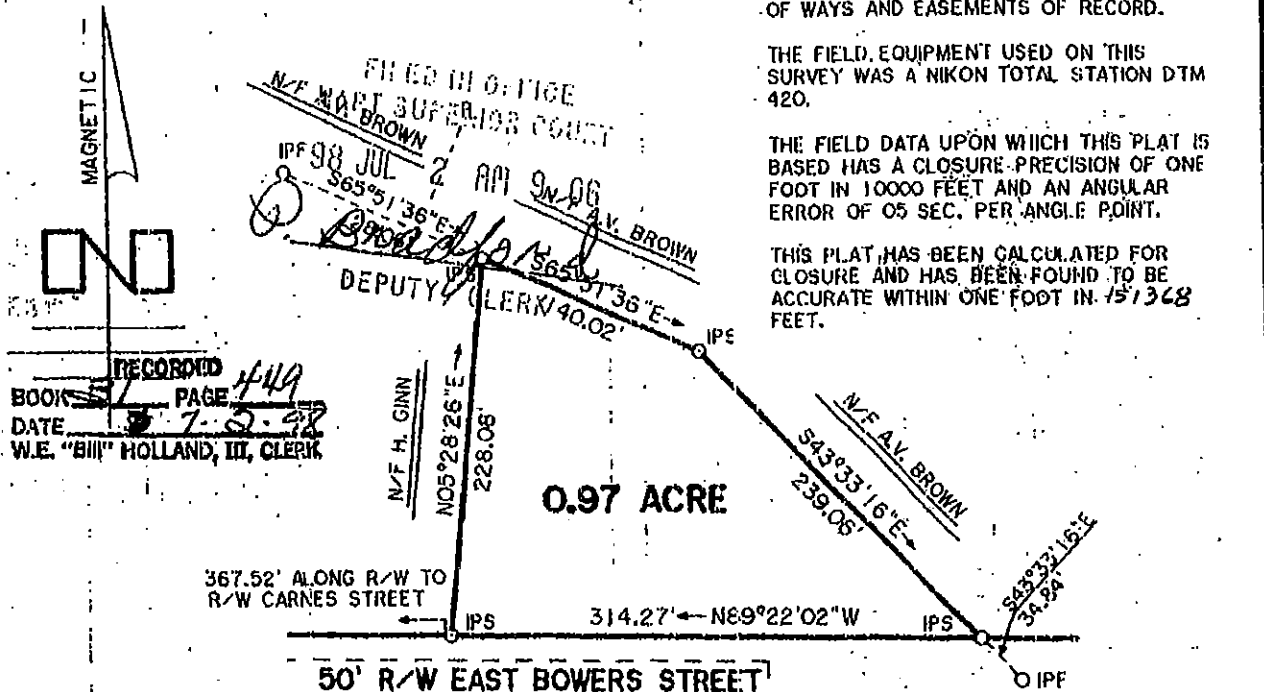 OF WAYS AND EASEMENTS OF RECORD.
THE FIELD EQUIPMENT USED ON THIS
SURVEY WAS A NIKON TOTAL STATION DTM
420.
THE FIELD DATA UPON WHICH THIS PLAT IS
BASED HAS A CLOSURE PRECISION OF ONE
FOOT IN 10000 FEET AND AN ANGULAR
ERROR OF 05 SEC. PER ANGLE POINT.
THIS PLAT HAS BEEN CALCULATED FOR
CLOSURE AND HAS BEEN FOUND TO BE
ACCURATE WITHIN ONE FOOT IN 151368
FEET.
MAGNETIC
N
FILED IN OFFICE
HART SUPERIOR COURT
98 JUL 2 AM 9 06
DEPUTY CLERK
N/F A.V. BROWN
IPF
S65°51'36"E
N/F A.V. BROWN
IPS
S65°51'36"E
140.02'
IPS
RECORDED
BOOK PAGE 449
DATE 7-02-98
W.E. "Bill" HOLLAND, III, CLERK
N/F H. GINN
N05°28'26"E
228.06'
0.97 ACRE
N/F A.V. BROWN
S43°33'16"E
239.06'
S43°33'16"E
34.84'
367.52' ALONG R/W TO
R/W CARNES STREET
IPS
314.27' N89°22'02"W
IPS
IPF
50' R/W EAST BOWERS STREET